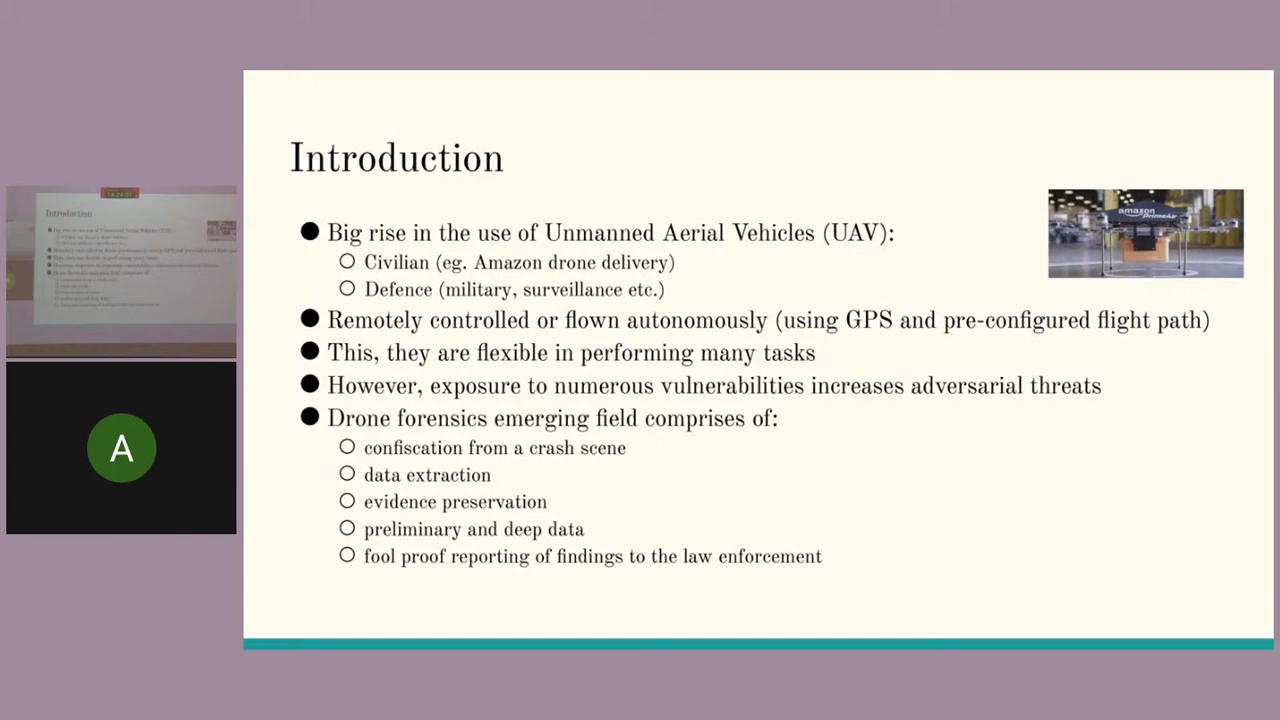 Introduction
● Big rise in the use of Unmanned Aerial Vehicles (UAV):
○ Civilian (eg. Amazon drone delivery)
○ Defence (military, surveillance etc.)
● Remotely controlled or flown autonomously (using GPS and pre-configured flight path)
● This, they are flexible in performing many tasks
● However, exposure to numerous vulnerabilities increases adversarial threats
● Drone forensics emerging field comprises of:
○ confiscation from a crash scene
○ data extraction
○ evidence preservation
○ preliminary and deep data
○ fool proof reporting of findings to the law enforcement
amazon
PrimeAir
Introduction
A